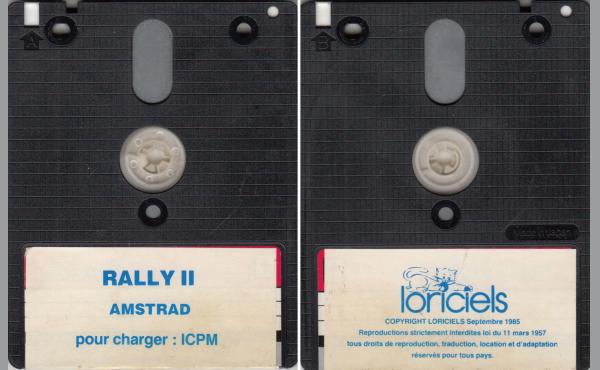 A
RALLY II
AMSTRAD
pour charger : ICPM
B
Made in Japan
loriciels
COPYRIGHT LORICIELS Septembre 1985
Reproductions strictement interdites loi du 11 mars 1957
tous droits de reproduction, traduction, location et d'adaptation
réservés pour tous pays.